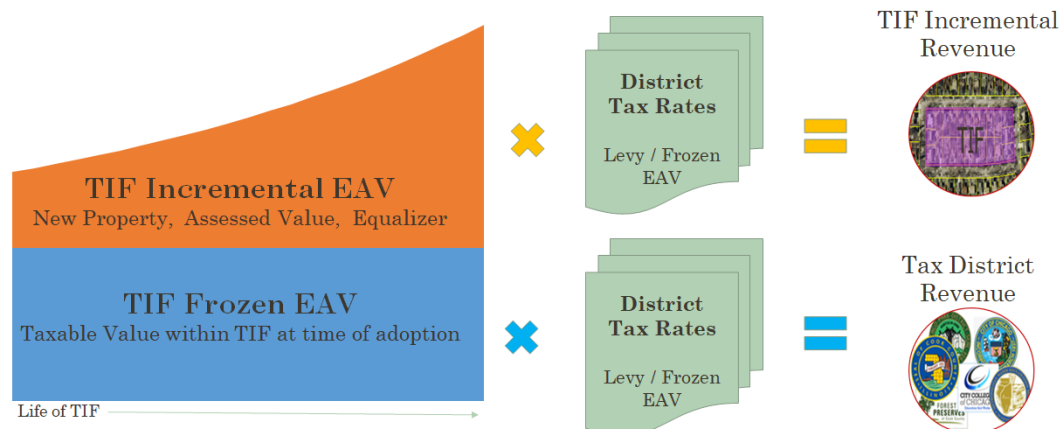 TIF Incremental EAV
New Property, Assessed Value, Equalizer
TIF Frozen EAV
Taxable Value within TIF at time of adoption
Life of TIF
District
Tax Rates
Levy / Frozen
EAV
TIF Incremental
Revenue
TIF
District
Tax Rates
Levy / Frozen
EAV
Tax District
Revenue
CITY COLLEGES
of CHICAGO
FOREST
PRESERVES